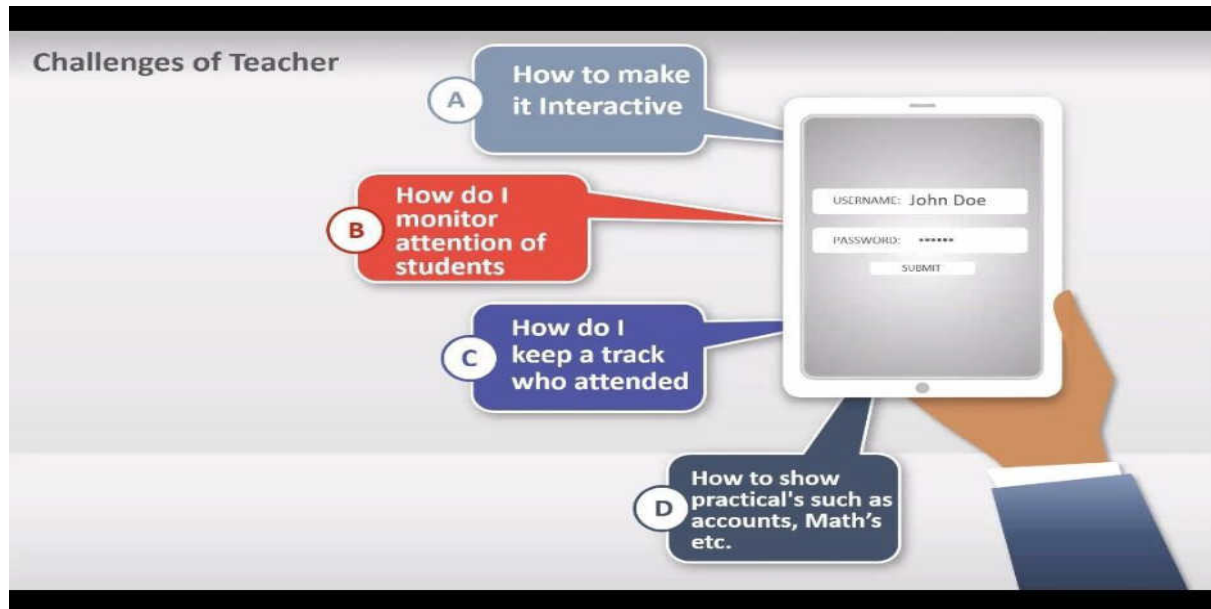 Challenges of Teacher
A
How to make
it Interactive
B
How do I
monitor
attention of
students
C
How do I
keep a track
who attended
D
How to show
practical's such as
accounts, Math's
etc.
USERNAME: John Doe
PASSWORD: ••••••
SUBMIT